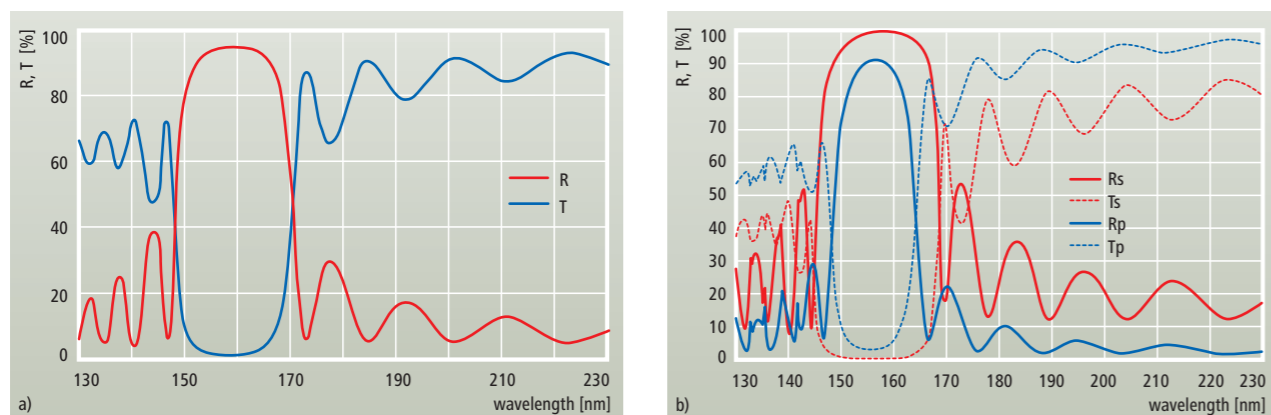 R, T [%]
100
80
60
40
20
0
R
T
130 150 170 190 210 230
wavelength [nm]
a)
R, T [%]
100
90
80
70
60
50
40
30
20
10
0
Rs
Ts
Rp
Tp
130 140 150 160 170 180 190 200 210 220 230
wavelength [nm]
b)